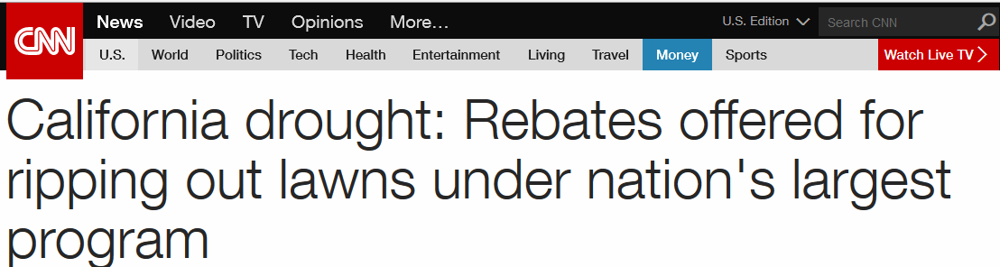 CNN News Video TV Opinions More... U.S. Edition Search CNN
U.S. World Politics Tech Health Entertainment Living Travel Money Sports Watch Live TV
California drought: Rebates offered for
ripping out lawns under nation's largest
program